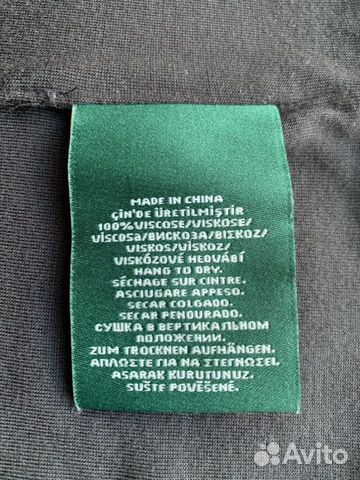 MADE IN CHINA
ÇİN'DE ÜRETİLMİŞTİR
100%VISCOSE/VISKOSE/
VISCOSA/ВИСКОЗА/ΒΙΣΚΟΖ/
VISKOS/VİSKOZ/
VISKÓZOVÉ HEDVÁBÍ
HANG TO DRY.
SÉCHAGE SUR CINTRE.
ASCIUGARE APPESO.
SECAR COLGADO.
SECAR PENDURADO.
СУШКА В ВЕРТИКАЛЬНОМ
ПОЛОЖЕНИИ.
ZUM TROCKNEN AUFHÄNGEN.
ΑΠΛΩΣΤΕ ΓΙΑ ΝΑ ΣΤΕΓΝΩΣΕΙ.
ASARAK KURUTUNUZ.
SUŠTE POVĚŠENÉ.
Avito